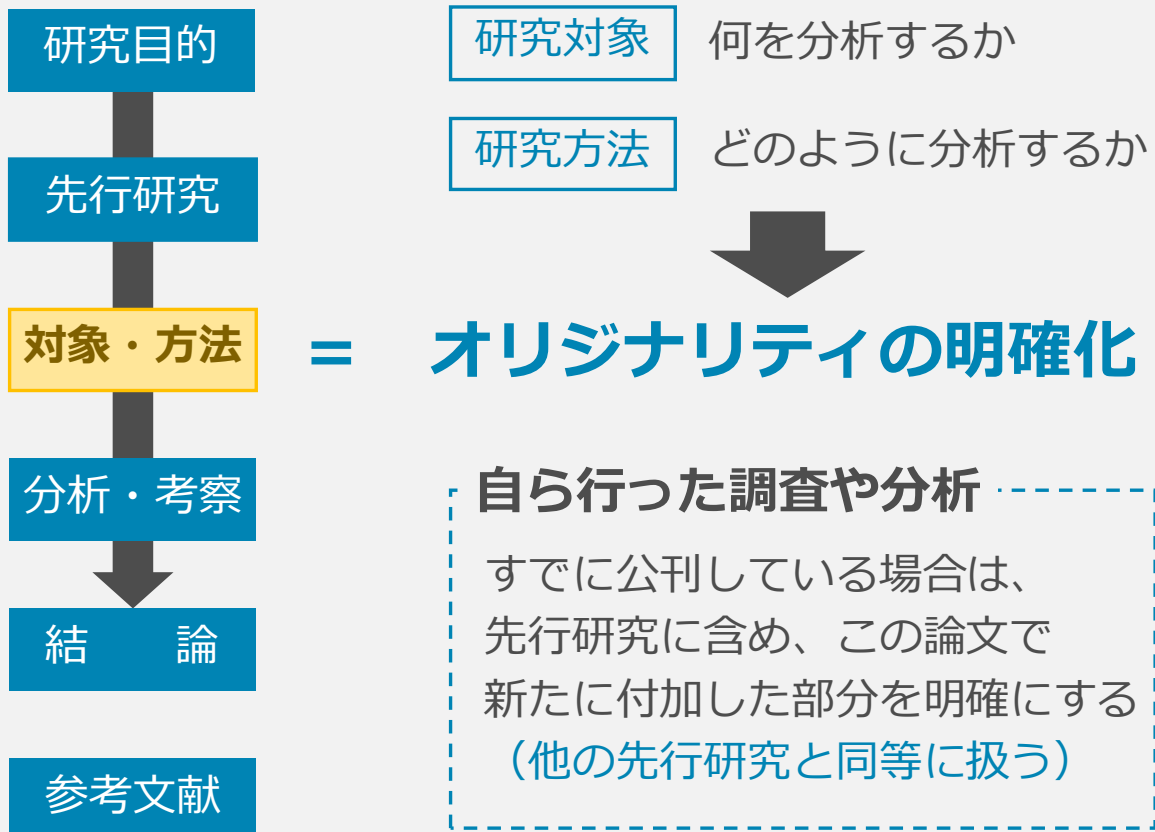 研究目的
先行研究
対象・方法
分析・考察
結　論
参考文献
研究対象 何を分析するか
研究方法 どのように分析するか
= オリジナリティの明確化
自ら行った調査や分析
すでに公刊している場合は、
先行研究に含め、この論文で
新たに付加した部分を明確にする
（他の先行研究と同等に扱う）